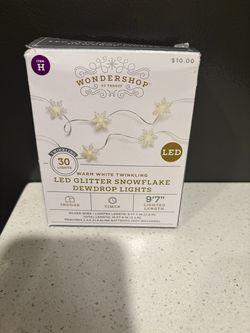 ITEM
H
$10.00
WONDERSHOP
AT TARGET
30
LIGHTS
LED
WARM WHITE TWINKLING
LED GLITTER SNOWFLAKE
DEWDROP LIGHTS
INDOOR
TIMER
9'7"
LIGHTED
LENGTH